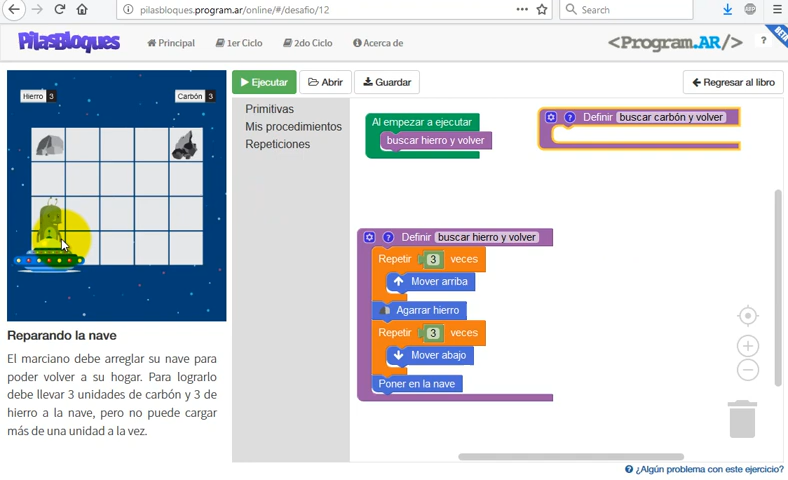 pilasbloques.program.ar/online/#/desafio/12
Search
ABP
PilasBloques
Principal
1er Ciclo
2do Ciclo
Acerca de
<Program.AR/>
?
BETA
Hierro 3
Carbón 3
Ejecutar
Abrir
Guardar
Regresar al libro
Primitivas
Mis procedimientos
Repeticiones
Al empezar a ejecutar
buscar hierro y volver
Definir buscar carbón y volver
Definir buscar hierro y volver
Repetir 3 veces
Mover arriba
Agarrar hierro
Repetir 3 veces
Mover abajo
Poner en la nave
Reparando la nave
El marciano debe arreglar su nave para
poder volver a su hogar. Para lograrlo
debe llevar 3 unidades de carbón y 3 de
hierro a la nave, pero no puede cargar
más de una unidad a la vez.
¿Algún problema con este ejercicio?